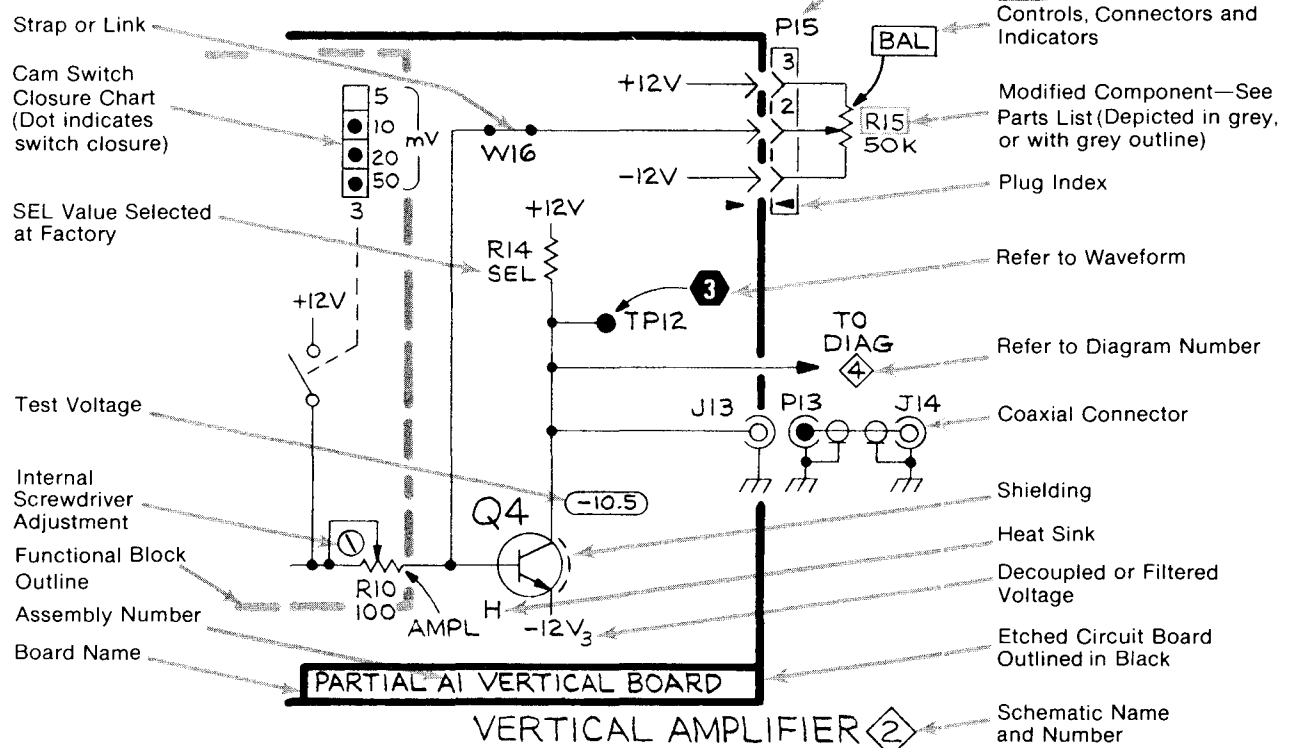 Strap or Link
Cam Switch
Closure Chart
(Dot indicates
switch closure)
SEL Value Selected
at Factory
Test Voltage
Internal
Screwdriver
Adjustment
Functional Block
Outline
Assembly Number
Board Name
5
10
20
50
mV
3
+12V
W16
+12V
R14
SEL
3
TP12
+12V
-12V
P15
3
2
BAL
R15
50K
TO
DIAG
4
J13
P13
J14
-10.5
Q4
R10
100
AMPL
H
-12V3
PARTIAL A1 VERTICAL BOARD
VERTICAL AMPLIFIER 2
Controls, Connectors and
Indicators
Modified Component—See
Parts List (Depicted in grey,
or with grey outline)
Plug Index
Refer to Waveform
Refer to Diagram Number
Coaxial Connector
Shielding
Heat Sink
Decoupled or Filtered
Voltage
Etched Circuit Board
Outlined in Black
Schematic Name
and Number